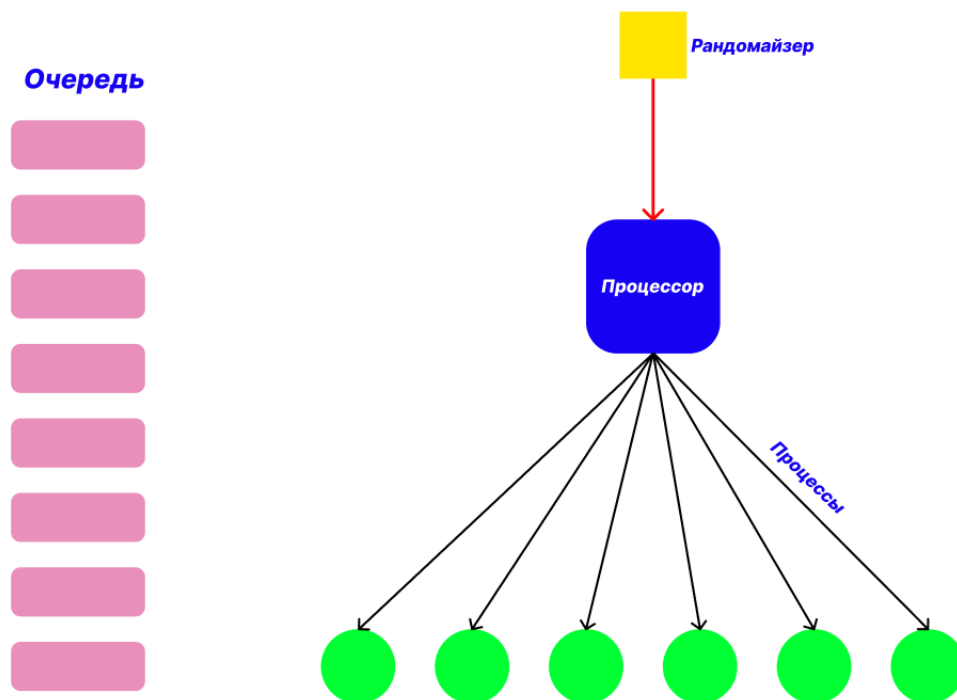 Рандомайзер
Очередь
Процессор
Процессы